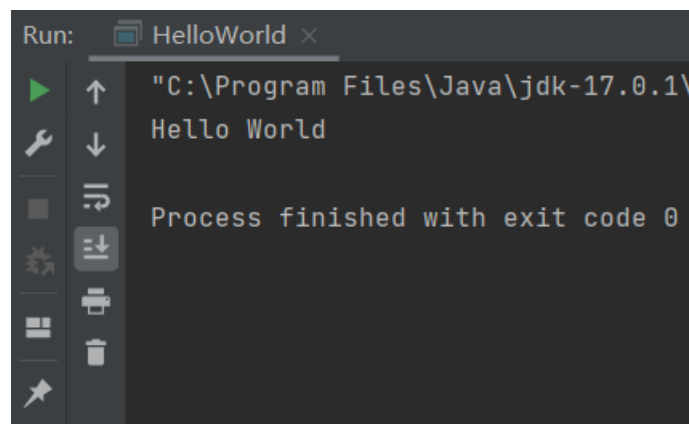 Run: HelloWorld
"C:\Program Files\Java\jdk-17.0.1\
Hello World
Process finished with exit code 0